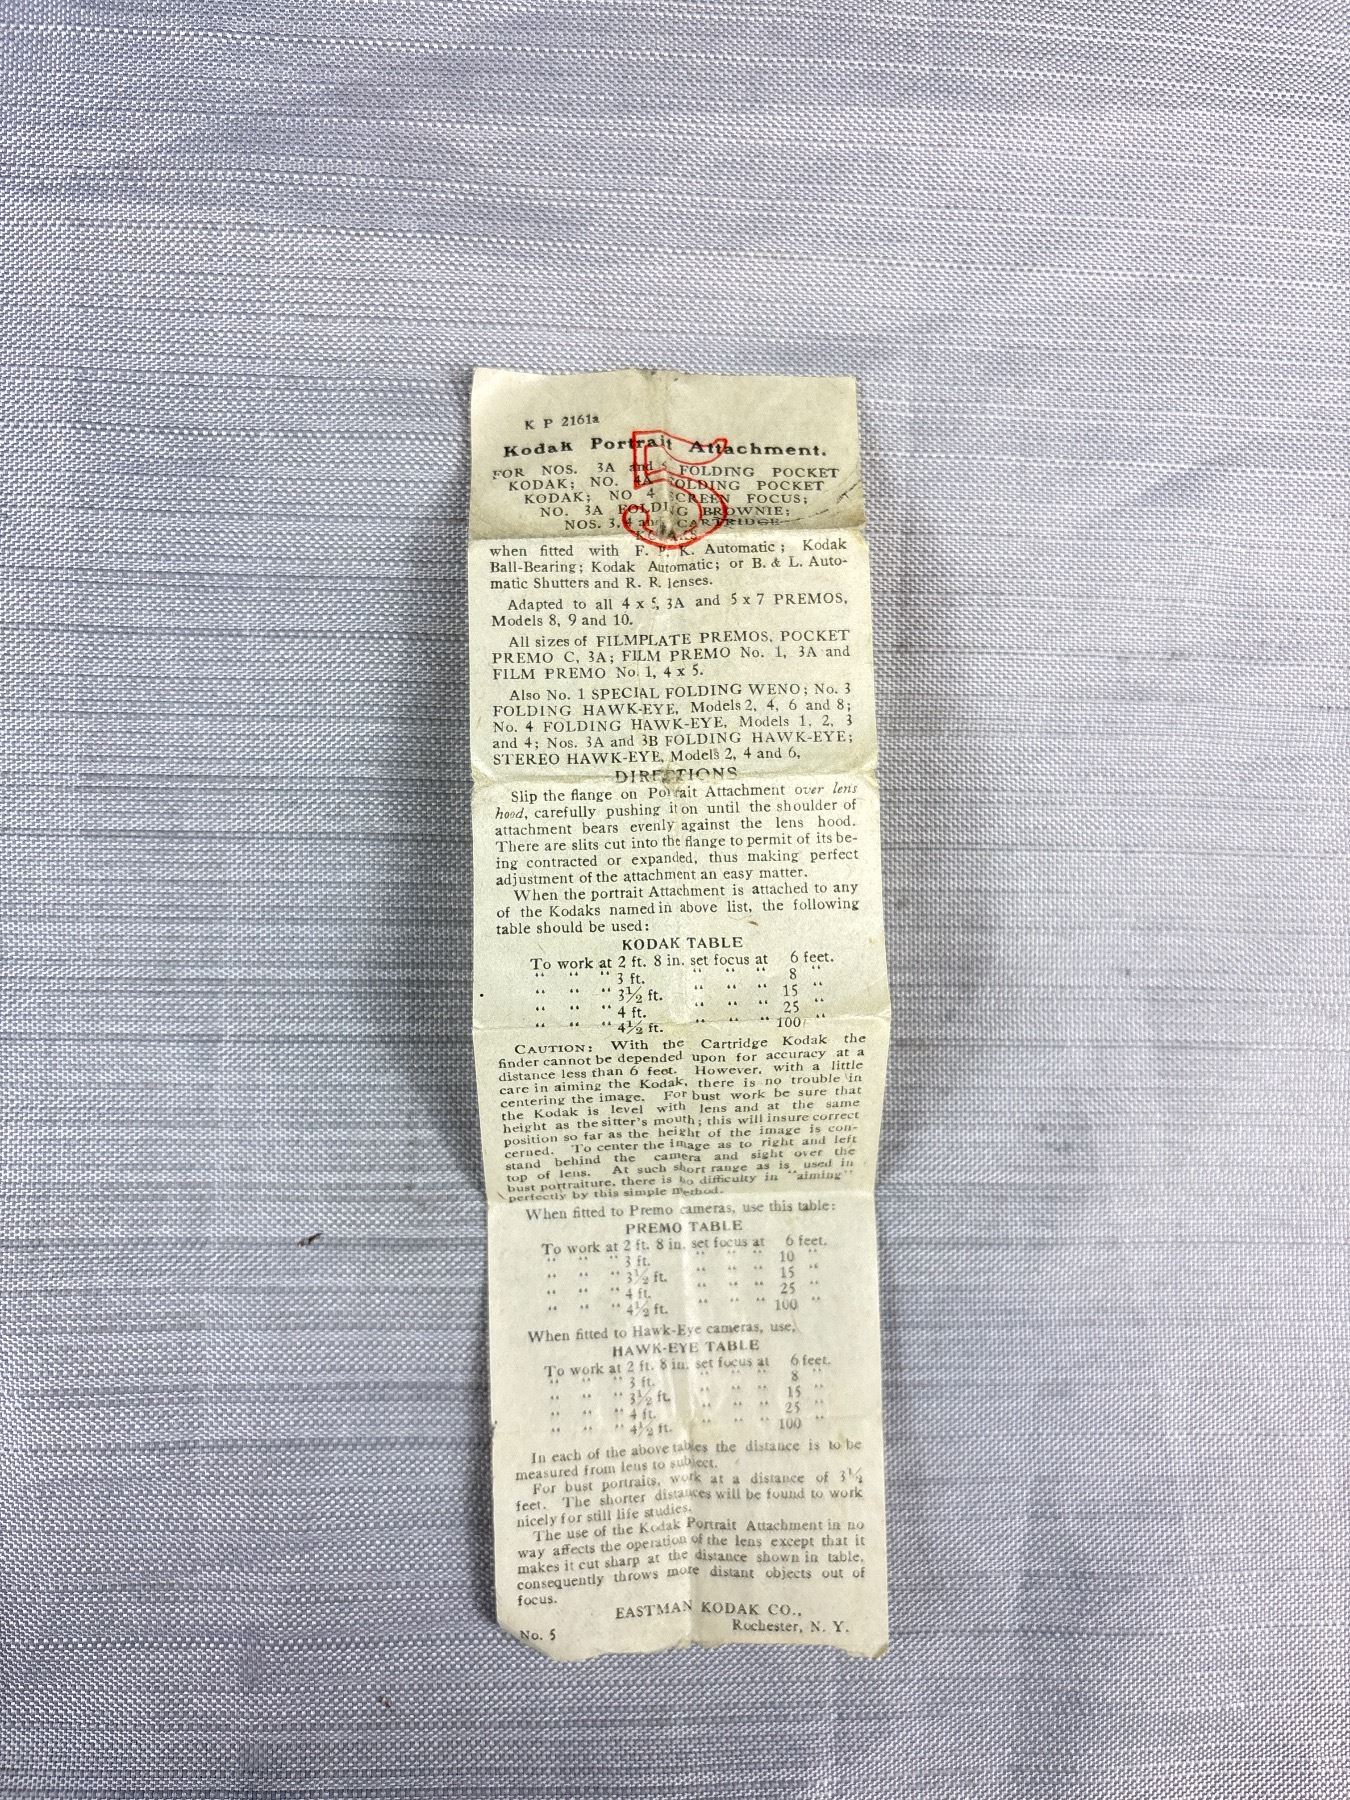 K P 2161a
Kodak Portrait Attachment.
5
FOR NOS. 3A and 5 FOLDING POCKET
KODAK; NO. 4A FOLDING POCKET
KODAK; NO 4 SCREEN FOCUS;
NO. 3A FOLDING BROWNIE;
NOS. 3, 4 and CARTRIDGE
when fitted with F. P. K. Automatic; Kodak
Ball-Bearing; Kodak Automatic; or B. & L. Auto-
matic Shutters and R. R. lenses.
Adapted to all 4 x 5, 3A and 5 x 7 PREMOS,
Models 8, 9 and 10.
All sizes of FILMPLATE PREMOS, POCKET
PREMO C, 3A; FILM PREMO No. 1, 3A and
FILM PREMO No. 1, 4 x 5.
Also No. 1 SPECIAL FOLDING WENO; No. 3
FOLDING HAWK-EYE, Models 2, 4, 6 and 8;
No. 4 FOLDING HAWK-EYE, Models 1, 2, 3
and 4; Nos. 3A and 3B FOLDING HAWK-EYE;
STEREO HAWK-EYE, Models 2, 4 and 6,
DIRECTIONS
Slip the flange on Portrait Attachment over lens
hood, carefully pushing it on until the shoulder of
attachment bears evenly against the lens hood.
There are slits cut into the flange to permit of its be-
ing contracted or expanded, thus making perfect
adjustment of the attachment an easy matter.
When the portrait Attachment is attached to any
of the Kodaks named in above list, the following
table should be used:
KODAK TABLE
To work at 2 ft. 8 in. set focus at 6 feet.
" " " 3 ft. " " " 8 "
" " " 3½ ft. " " " 15 "
" " " 4 ft. " " " 25 "
" " " 4½ ft. " " " 100 "
CAUTION: With the Cartridge Kodak the
finder cannot be depended upon for accuracy at a
distance less than 6 feet. However, with a little
care in aiming the Kodak, there is no trouble in
centering the image. For bust work be sure that
the Kodak is level with lens and at the same
height as the sitter's mouth; this will insure correct
position so far as the height of the image is con-
cerned. To center the image as to right and left
stand behind the camera and sight over the
top of lens. At such short range as is used in
bust portraiture, there is no difficulty in "aiming"
perfectly by this simple method.
When fitted to Premo cameras, use this table:
PREMO TABLE
To work at 2 ft. 8 in. set focus at 6 feet.
" " " 3 ft. " " " 10 "
" " " 3½ ft. " " " 15 "
" " " 4 ft. " " " 25 "
" " " 4½ ft. " " " 100 "
When fitted to Hawk-Eye cameras, use,
HAWK-EYE TABLE
To work at 2 ft. 8 in. set focus at 6 feet.
" " " 3 ft. " " " 8 "
" " " 3½ ft. " " " 15 "
" " " 4 ft. " " " 25 "
" " " 4½ ft. " " " 100 "
In each of the above tables the distance is to be
measured from lens to subject.
For bust portraits, work at a distance of 3½
feet. The shorter distances will be found to work
nicely for still life studies.
The use of the Kodak Portrait Attachment in no
way affects the operation of the lens except that it
makes it cut sharp at the distance shown in table,
consequently throws more distant objects out of
focus.
EASTMAN KODAK CO.,
Rochester, N. Y.
No. 5